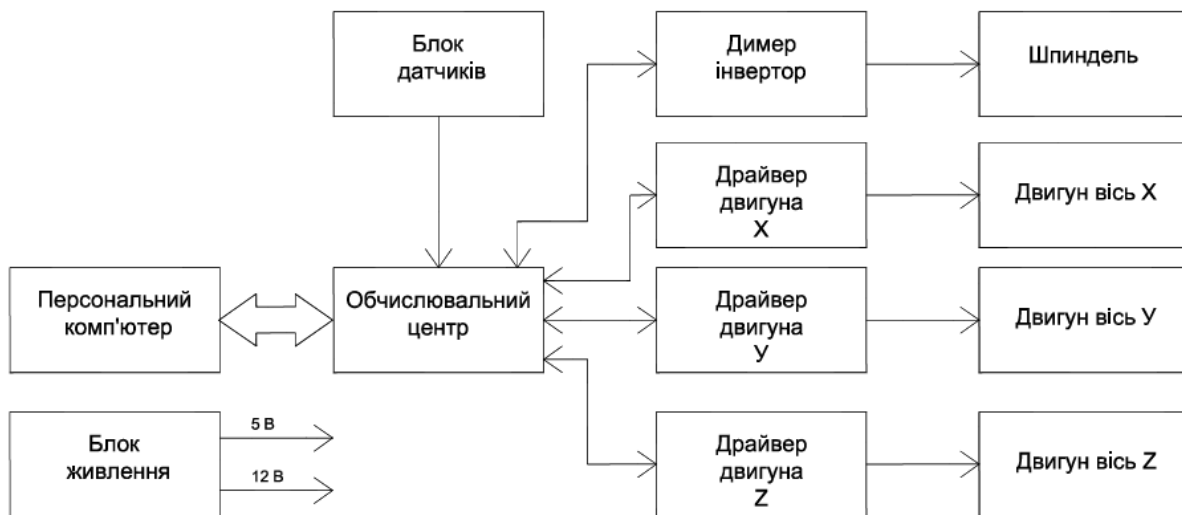 Блок
датчиків
Димер
інвертор
Шпиндель
Драйвер
двигуна
X
Двигун вісь X
Персональний
комп'ютер
Обчислювальний
центр
Драйвер
двигуна
У
Двигун вісь У
Блок
живлення
5 В
12 В
Драйвер
двигуна
Z
Двигун вісь Z